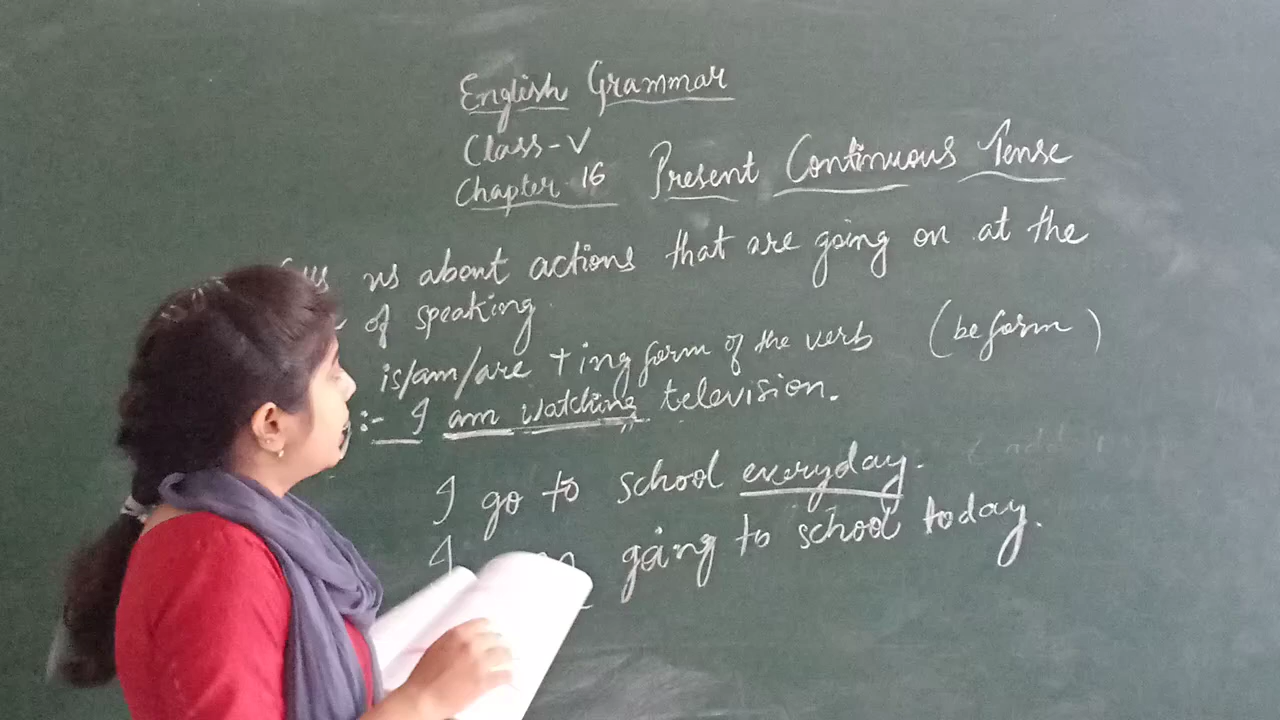 English Grammar
Class-V
Chapter 16 Present Continuous Tense
us about actions that are going on at the
of speaking.
is/am/are + ing form of the verb (be form)
:- I am watching television.
I go to school everyday.
I going to school today.